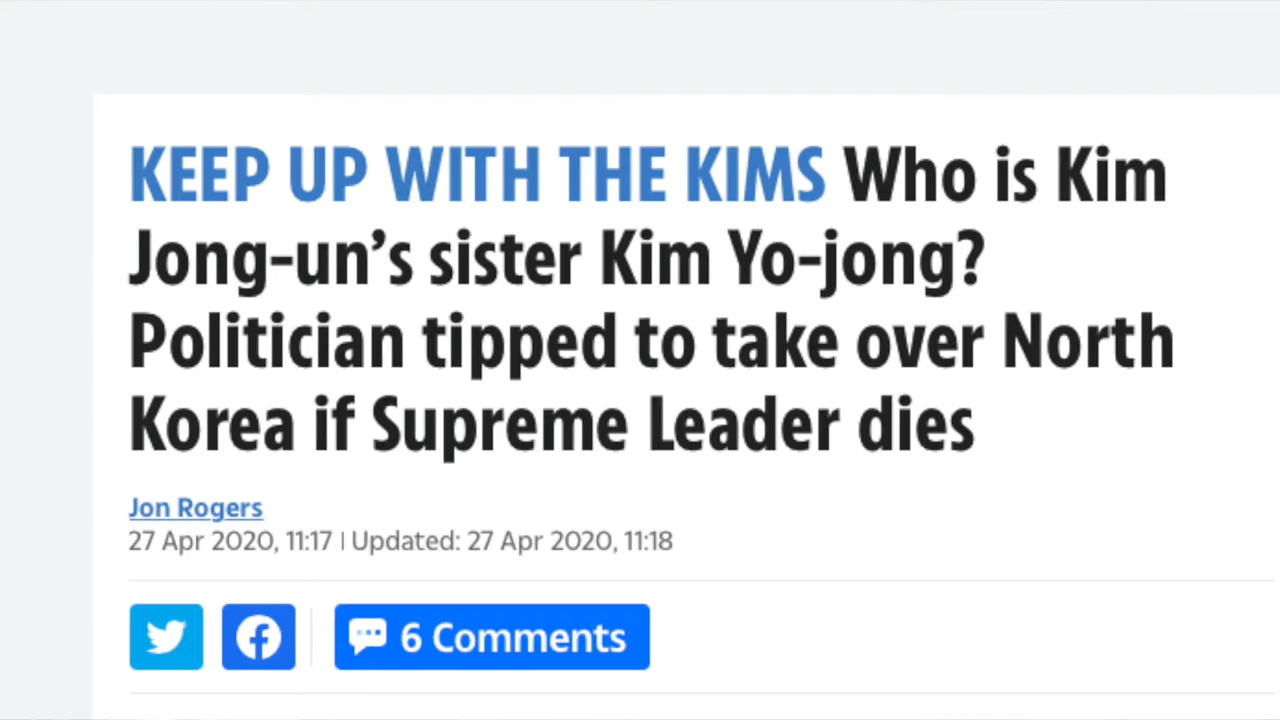 KEEP UP WITH THE KIMS Who is Kim
Jong-un’s sister Kim Yo-jong?
Politician tipped to take over North
Korea if Supreme Leader dies
Jon Rogers
27 Apr 2020, 11:17 | Updated: 27 Apr 2020, 11:18
6 Comments